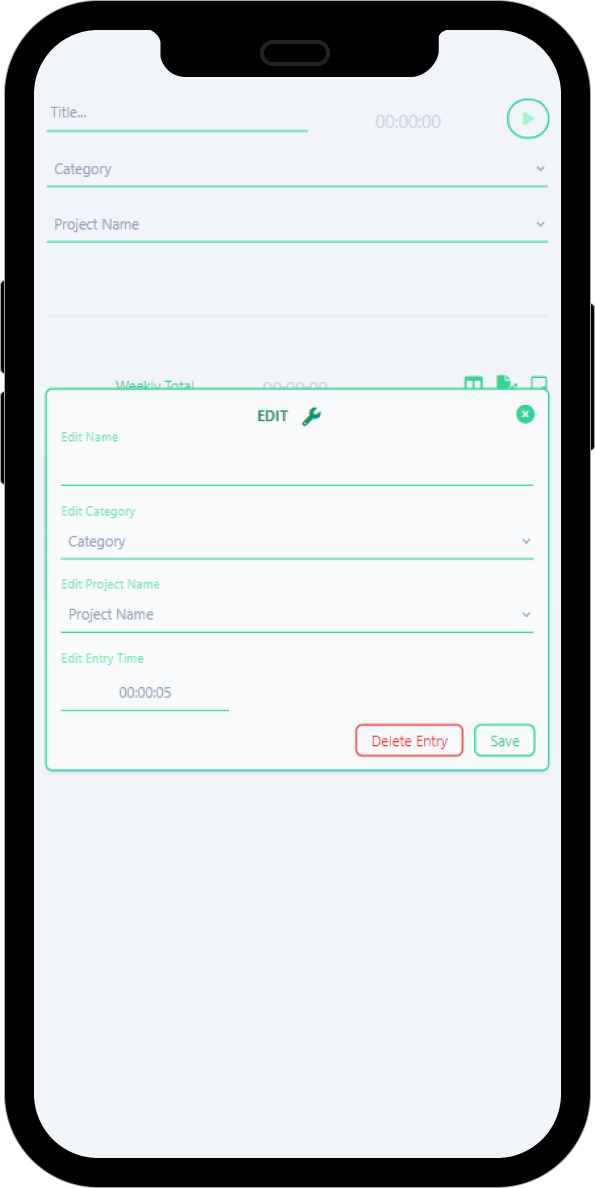 Title...
00:00:00
Category
Project Name
Weekly Total 00:00:00
EDIT
Edit Name
Edit Category
Category
Edit Project Name
Project Name
Edit Entry Time
00:00:05
Delete Entry Save